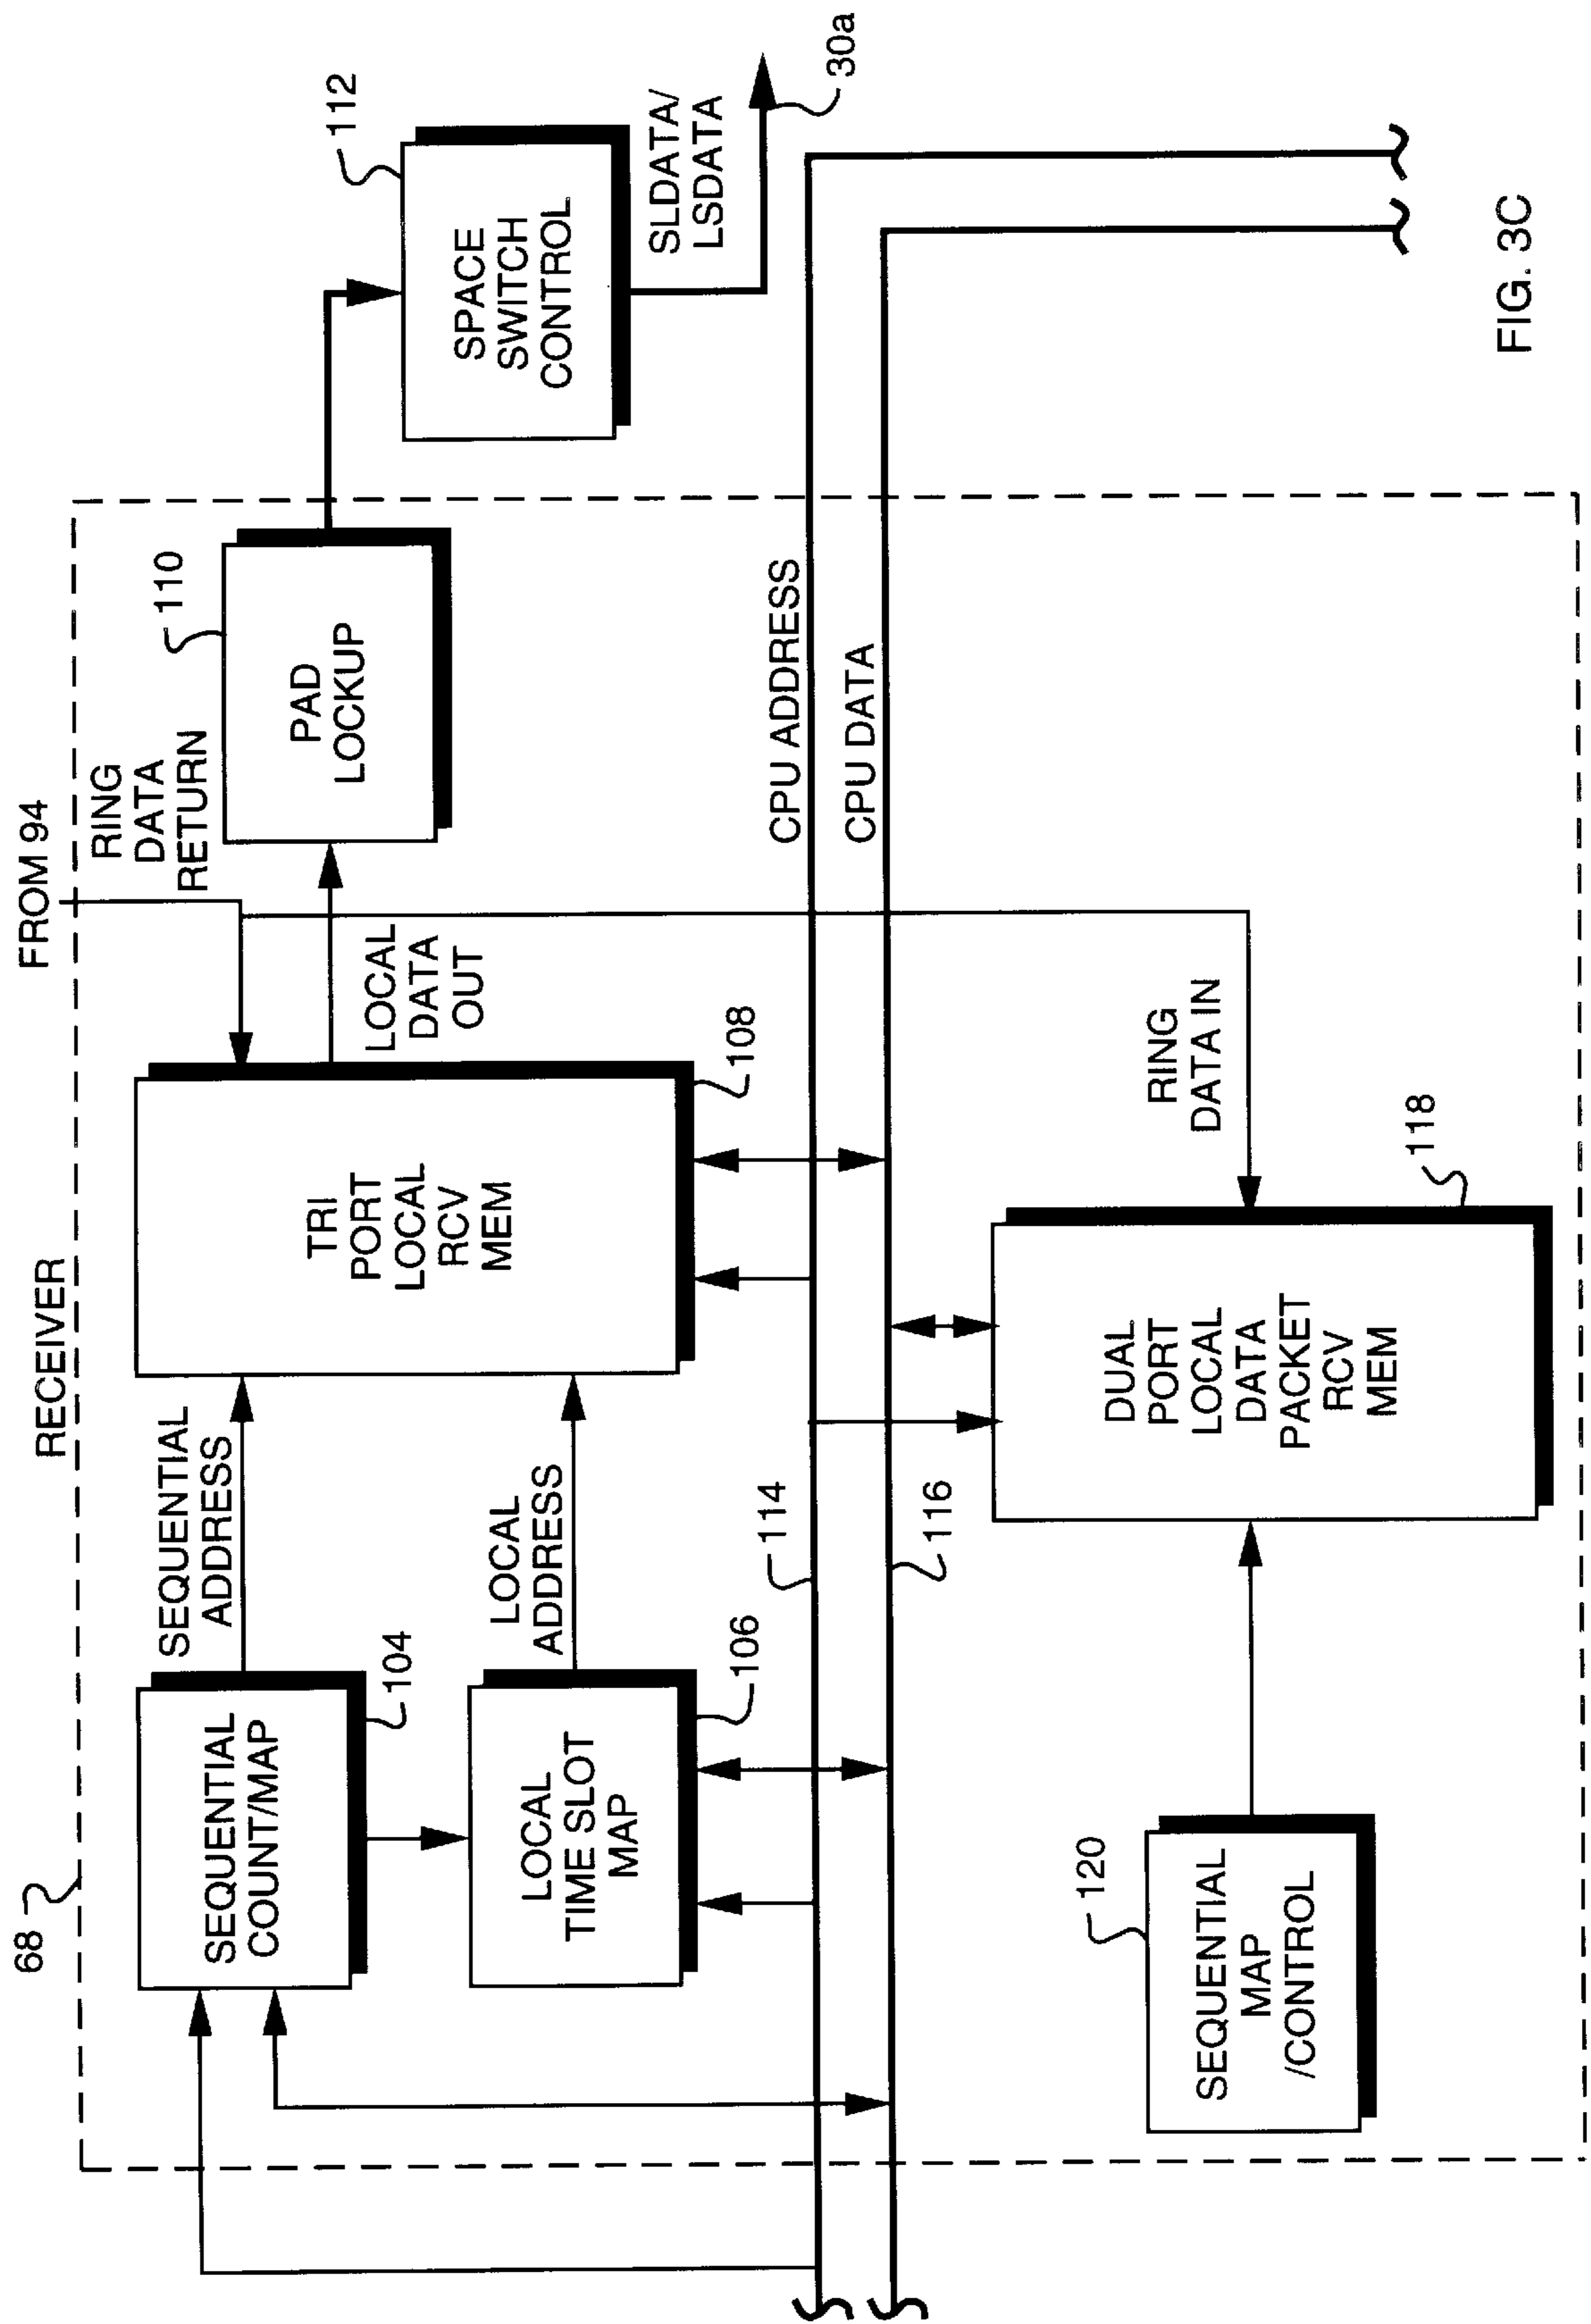 FROM 94
RECEIVER
68
RING
DATA
RETURN
110
112
SEQUENTIAL
COUNT/MAP
104
SEQUENTIAL
ADDRESS
TRI
PORT
LOCAL
RCV
MEM
108
LOCAL
DATA
OUT
PAD
LOCKUP
SPACE
SWITCH
CONTROL
SLDATA/
LSDATA
30a
LOCAL
TIME SLOT
MAP
106
LOCAL
ADDRESS
114
CPU ADDRESS
CPU DATA
116
120
SEQUENTIAL
MAP
/CONTROL
DUAL
PORT
LOCAL
DATA
PACKET
RCV
MEM
118
RING
DATA IN
FIG. 3C